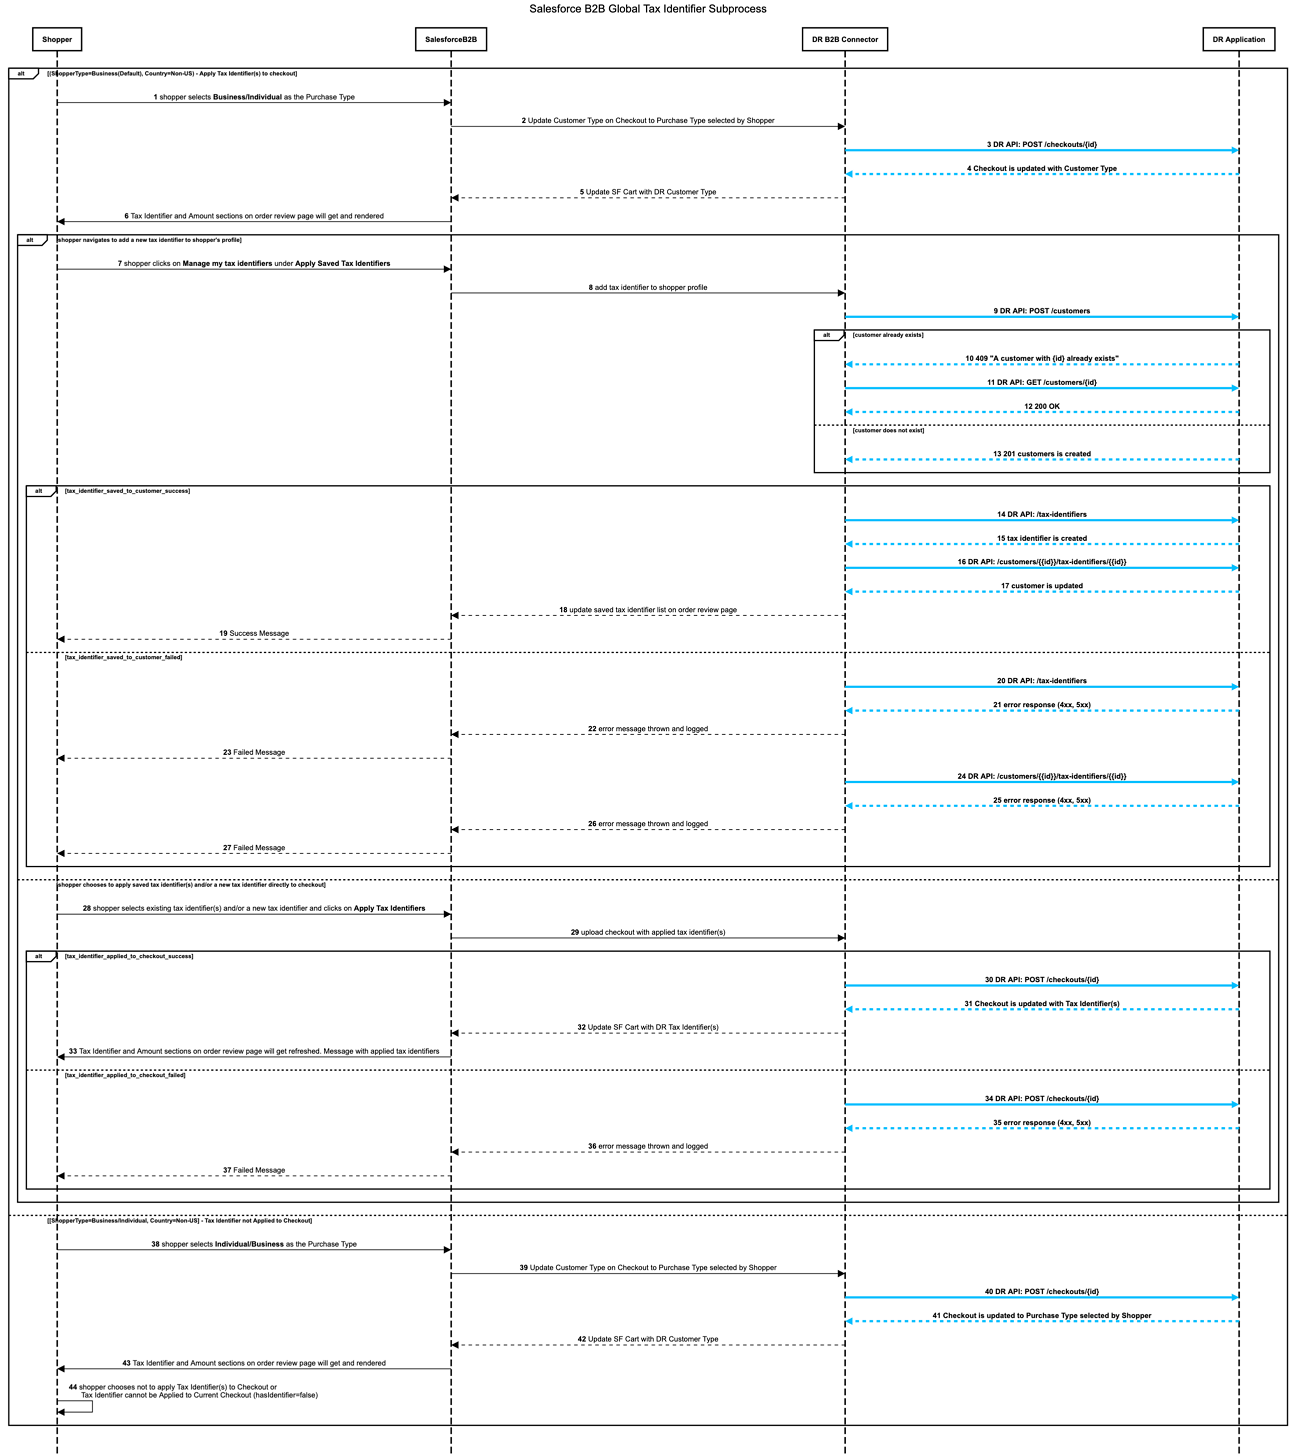 Salesforce B2B Global Tax Identifier Subprocess
Shopper
SalesforceB2B
DR B2B Connector
DR Application
alt
[(ShopperType=Business(Default), Country=Non-US) - Apply Tax Identifier(s) to checkout]
1 shopper selects Business/Individual as the Purchase Type
2 Update Customer Type on Checkout to Purchase Type selected by Shopper
3 DR API: POST /checkouts/{id}
4 Checkout is updated with Customer Type
5 Update SF Cart with DR Customer Type
6 Tax Identifier and Amount sections on order review page will get and rendered
alt
[shopper navigates to add a new tax identifier to shopper's profile]
7 shopper clicks on Manage my tax identifiers under Apply Saved Tax Identifiers
8 add tax identifier to shopper profile
9 DR API: POST /customers
alt
[customer already exists]
10 409 "A customer with {id} already exists"
11 DR API: GET /customers/{id}
12 200 OK
[customer does not exist]
13 201 customers is created
alt
[tax_identifier_saved_to_customer_success]
14 DR API: /tax-identifiers
15 tax identifier is created
16 DR API: /customers/{{id}}/tax-identifiers/{{id}}
17 customer is updated
18 update saved tax identifier list on order review page
19 Success Message
[tax_identifier_saved_to_customer_failed]
20 DR API: /tax-identifiers
21 error response (4xx, 5xx)
22 error message thrown and logged
23 Failed Message
24 DR API: /customers/{{id}}/tax-identifiers/{{id}}
25 error response (4xx, 5xx)
26 error message thrown and logged
27 Failed Message
[shopper chooses to apply saved tax identifier(s) and/or a new tax identifier directly to checkout]
28 shopper selects existing tax identifier(s) and/or a new tax identifier and clicks on Apply Tax Identifiers
29 upload checkout with applied tax identifier(s)
alt
[tax_identifier_applied_to_checkout_success]
30 DR API: POST /checkouts/{id}
31 Checkout is updated with Tax Identifier(s)
32 Update SF Cart with DR Tax Identifier(s)
33 Tax Identifier and Amount sections on order review page will get refreshed. Message with applied tax identifiers
[tax_identifier_applied_to_checkout_failed]
34 DR API: POST /checkouts/{id}
35 error response (4xx, 5xx)
36 error message thrown and logged
37 Failed Message
[[ShopperType=Business/Individual, Country=Non-US] - Tax Identifier not Applied to Checkout]
38 shopper selects Individual/Business as the Purchase Type
39 Update Customer Type on Checkout to Purchase Type selected by Shopper
40 DR API: POST /checkouts/{id}
41 Checkout is updated to Purchase Type selected by Shopper
42 Update SF Cart with DR Customer Type
43 Tax Identifier and Amount sections on order review page will get and rendered
44 shopper chooses not to apply Tax Identifier(s) to Checkout or
Tax Identifier cannot be Applied to Current Checkout (hasIdentifier=false)